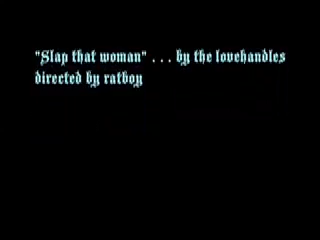 "Slap that woman" . . . by the lovehandles
directed by ratboy